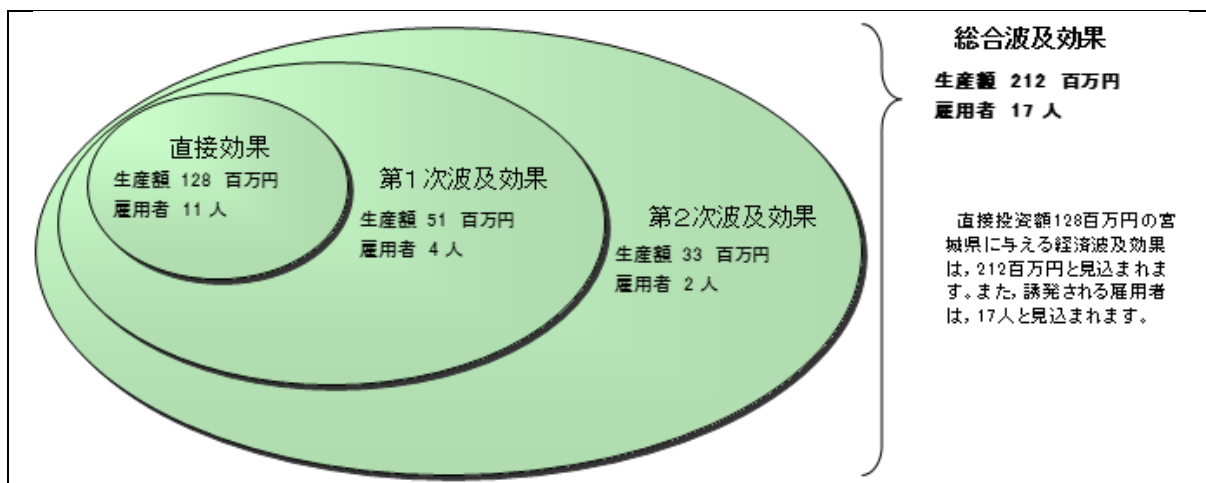 総合波及効果
生産額 212 百万円
雇用者 17 人
直接効果
生産額 128 百万円
雇用者 11 人
第1次波及効果
生産額 51 百万円
雇用者 4 人
第2次波及効果
生産額 33 百万円
雇用者 2 人
直接投資額128百万円の宮
城県に与える経済波及効果
は，212百万円と見込まれま
す。また，誘発される雇用者
は，17人と見込まれます。